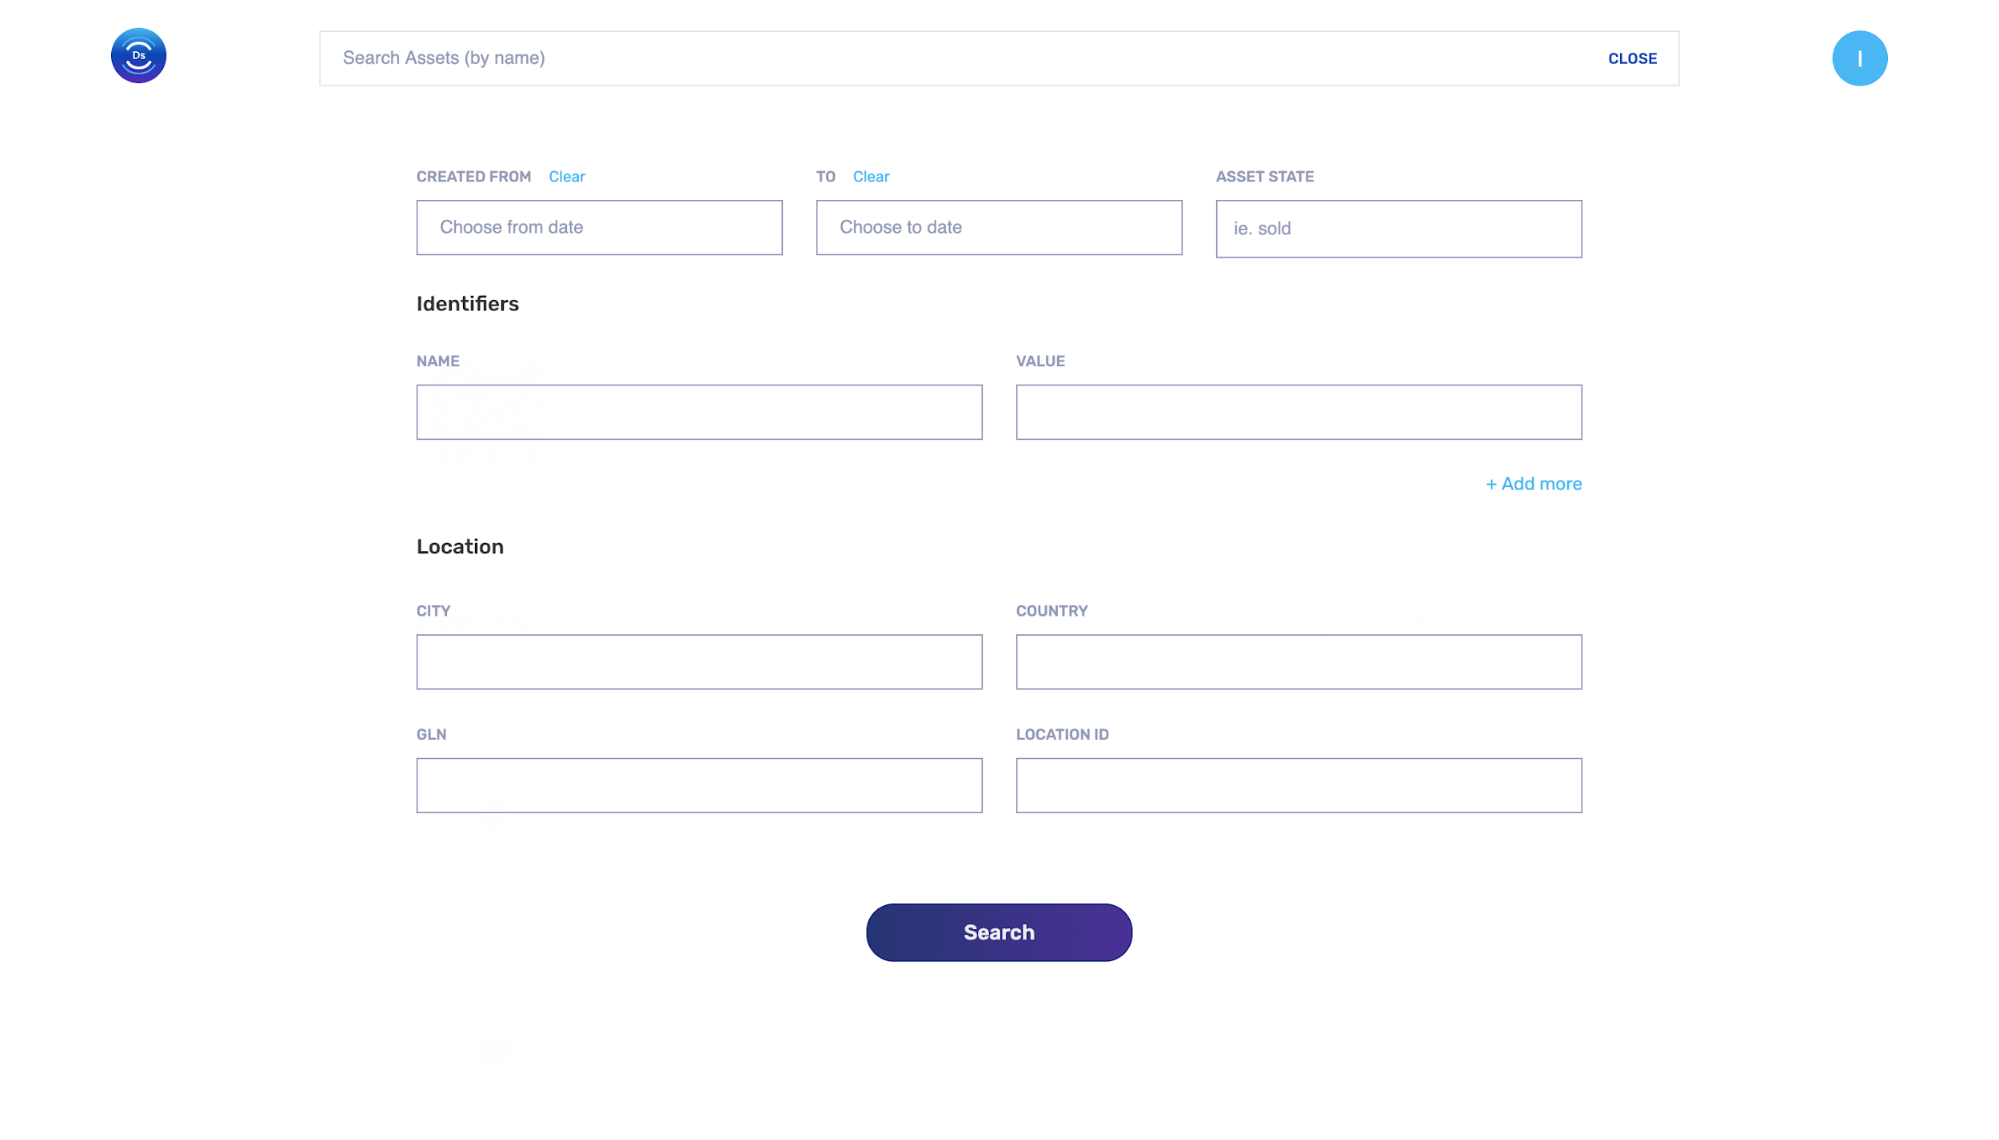 Ds
Search Assets (by name) CLOSE
I
CREATED FROM Clear TO Clear ASSET STATE
Choose from date Choose to date ie. sold
Identifiers
NAME VALUE
+ Add more
Location
CITY COUNTRY
GLN LOCATION ID
Search